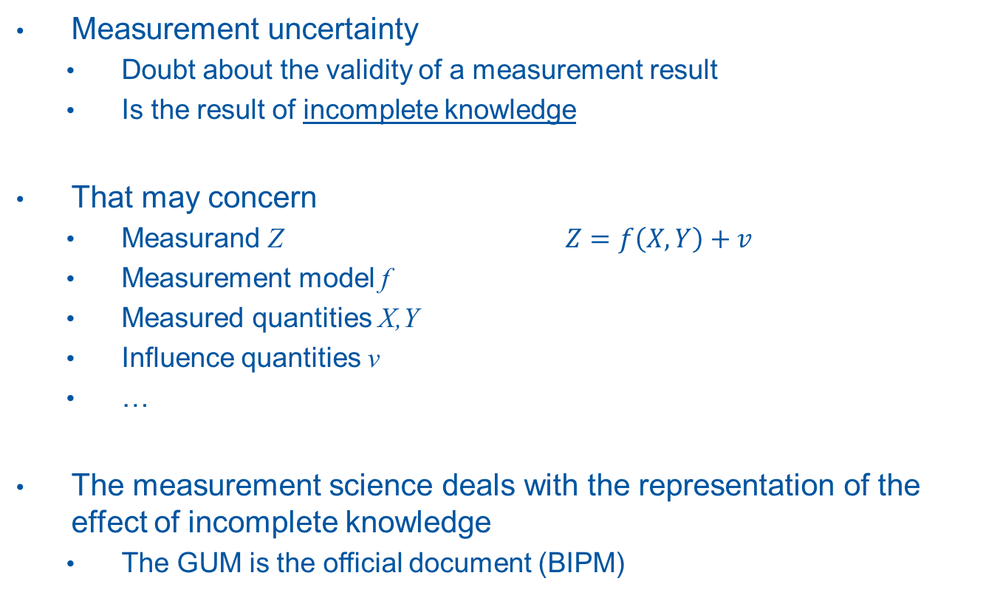 • Measurement uncertainty
• Doubt about the validity of a measurement result
• Is the result of incomplete knowledge
• That may concern
• Measurand Z
Z = f(X, Y) + v
• Measurement model f
• Measured quantities X, Y
• Influence quantities v
• …
• The measurement science deals with the representation of the
effect of incomplete knowledge
• The GUM is the official document (BIPM)